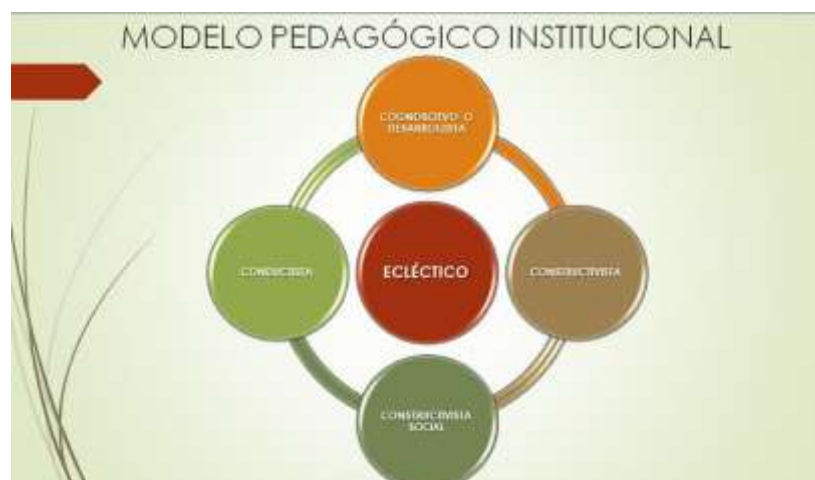 MODELO PEDAGÓGICO INSTITUCIONAL
COGNOSCITIVO O
DESARROLLISTA
CONDUCTISTA
ECLÉCTICO
CONSTRUCTIVISTA
CONSTRUCTIVISTA
SOCIAL